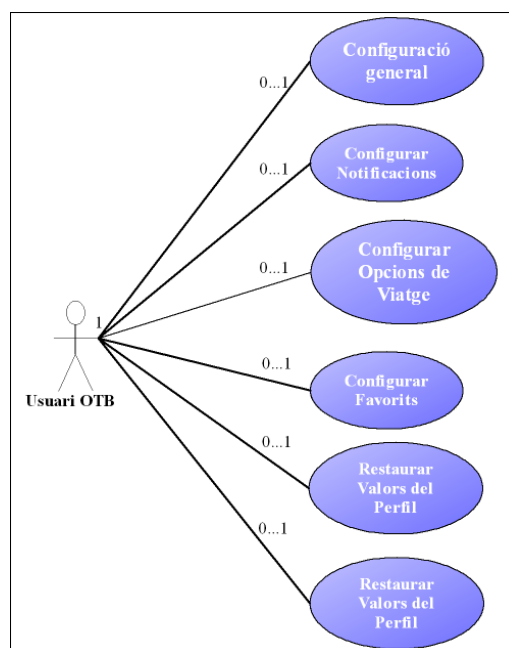 Configuració
general
0...1
Configurar
Notificacions
0...1
Configurar
Opcions de
Viatge
0...1
1
Usuari OTB
0...1
Configurar
Favorits
0...1
Restaurar
Valors del
Perfil
0...1
Restaurar
Valors del
Perfil